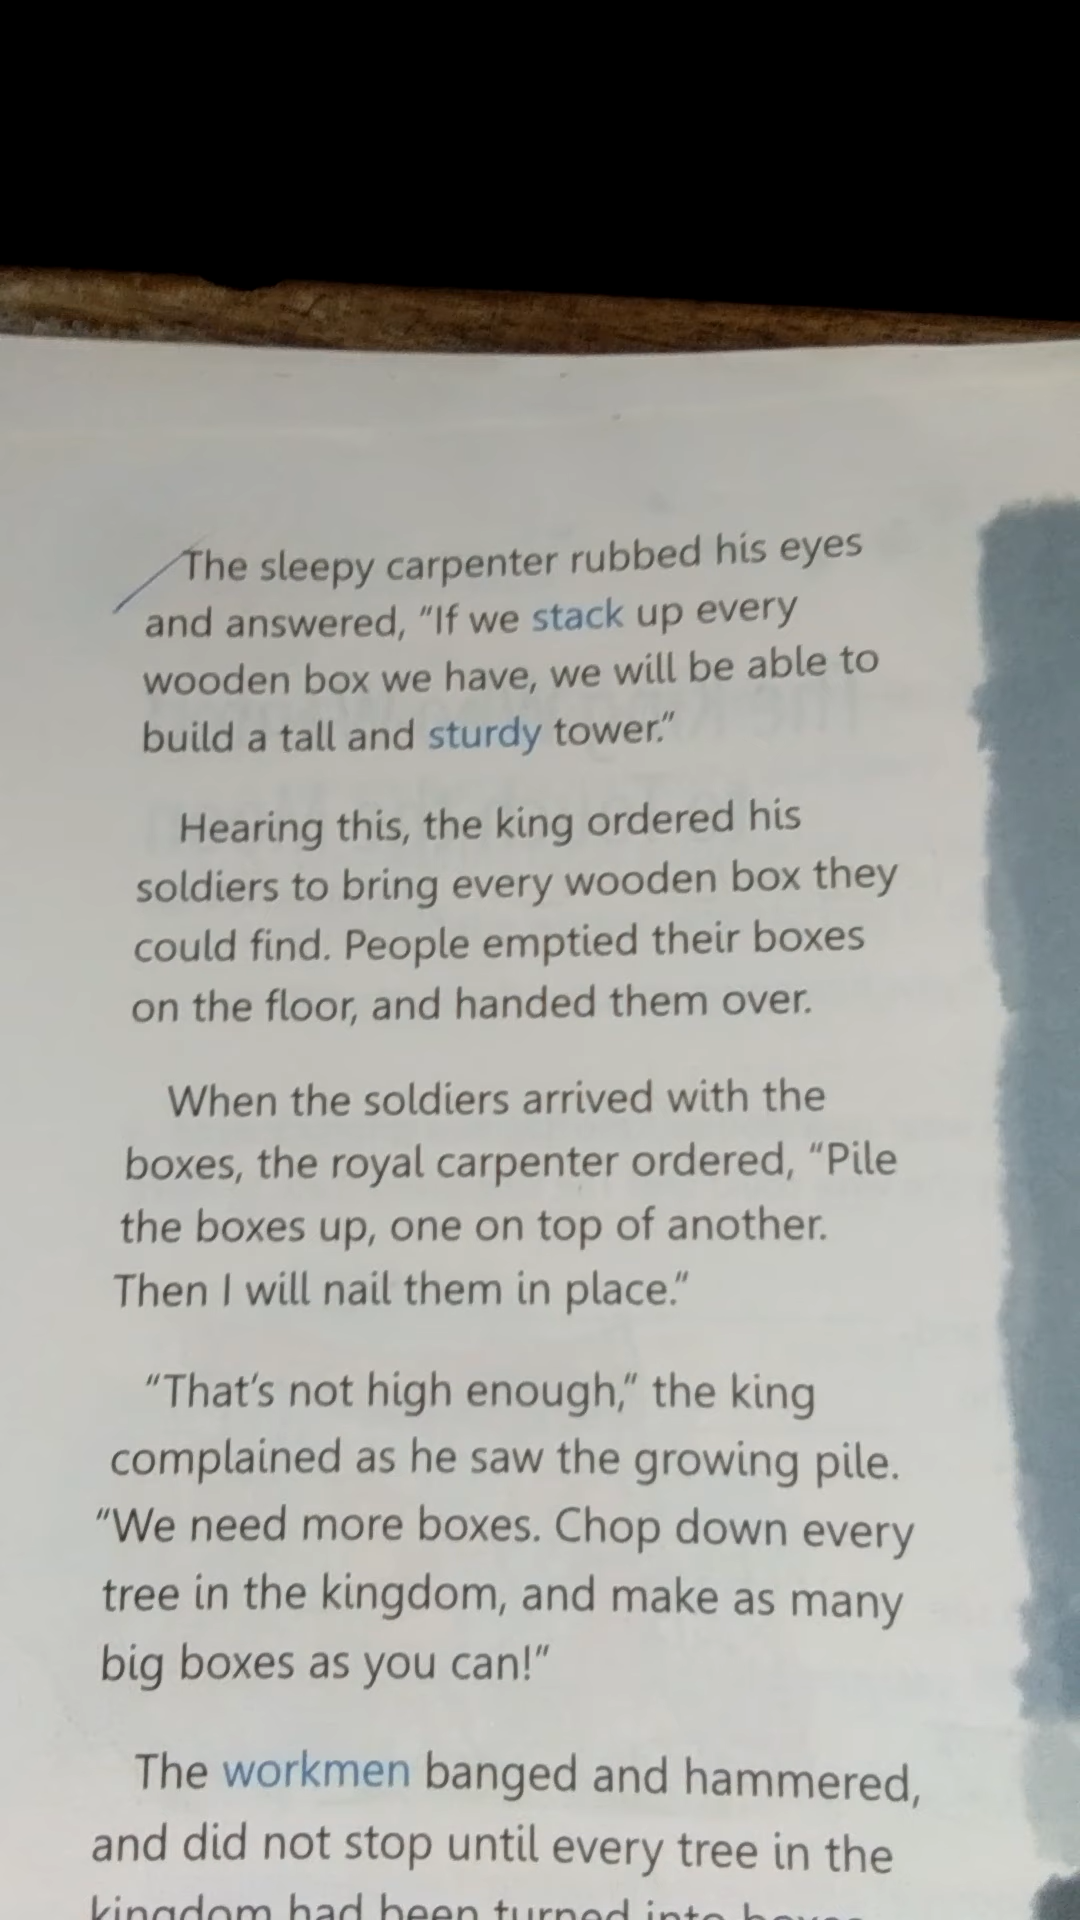 The sleepy carpenter rubbed his eyes
and answered, “If we stack up every
wooden box we have, we will be able to
build a tall and sturdy tower.”
Hearing this, the king ordered his
soldiers to bring every wooden box they
could find. People emptied their boxes
on the floor, and handed them over.
When the soldiers arrived with the
boxes, the royal carpenter ordered, “Pile
the boxes up, one on top of another.
Then I will nail them in place.”
“That’s not high enough,” the king
complained as he saw the growing pile.
“We need more boxes. Chop down every
tree in the kingdom, and make as many
big boxes as you can!”
The workmen banged and hammered,
and did not stop until every tree in the
kingdom had been turned into